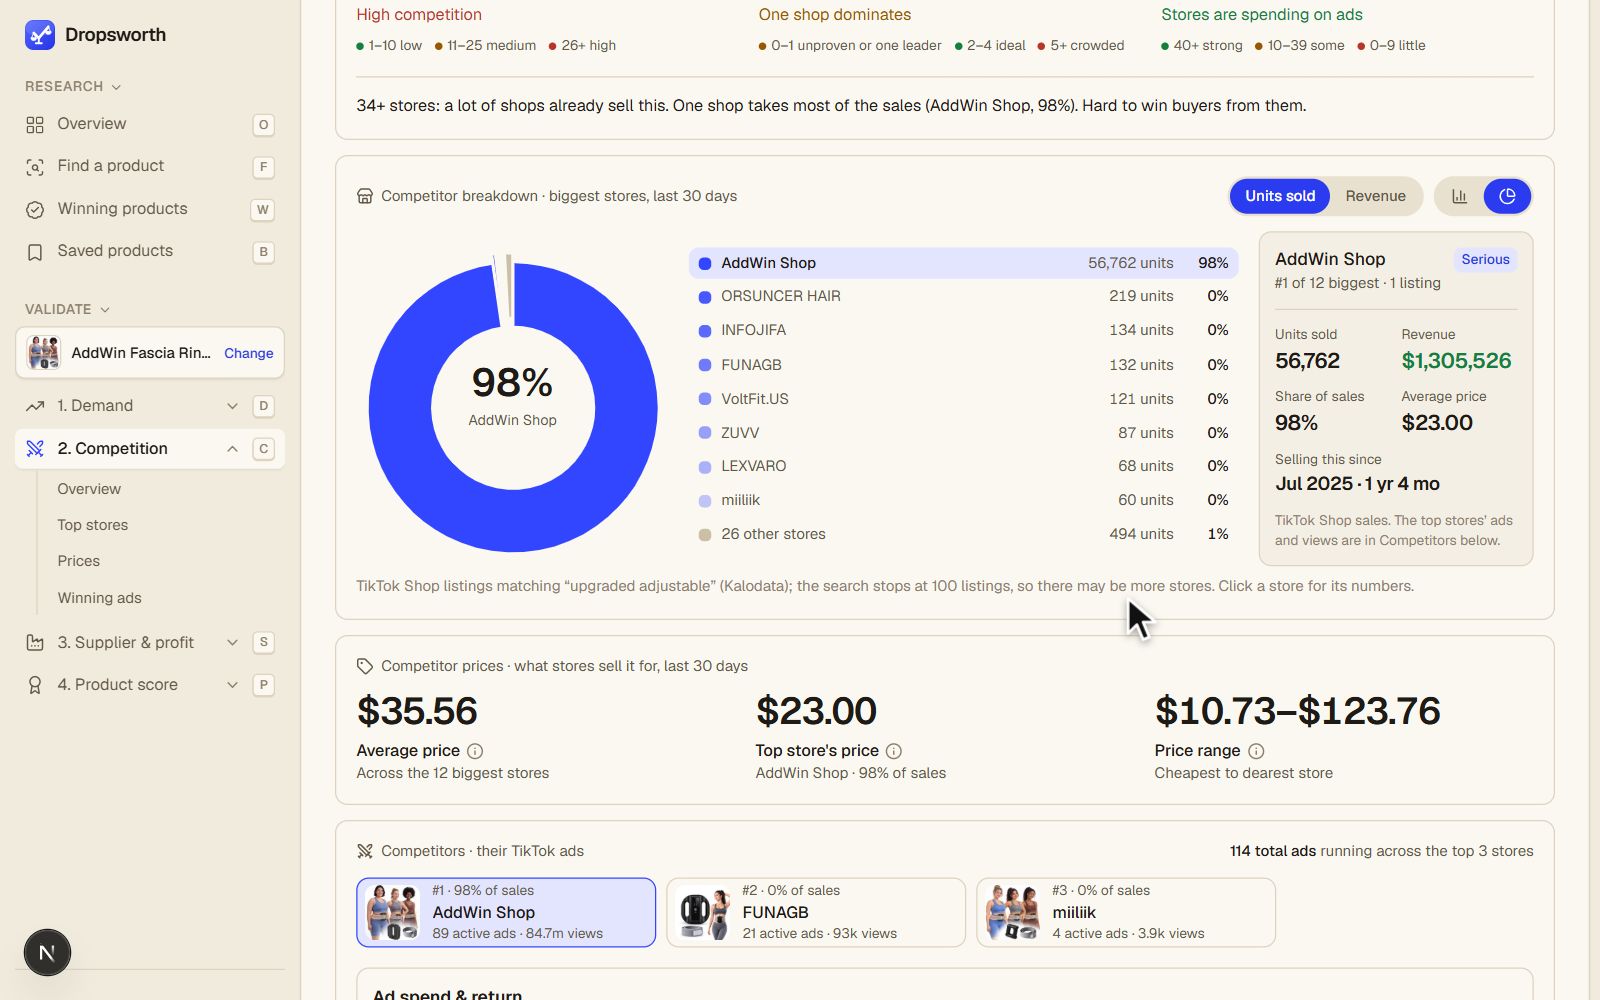 Dropsworth
RESEARCH
Overview O
Find a product F
Winning products W
Saved products B
VALIDATE
AddWin Fascia Rin... Change
1. Demand D
2. Competition C
Overview
Top stores
Prices
Winning ads
3. Supplier & profit S
4. Product score P
N
High competition
1–10 low 11–25 medium 26+ high
One shop dominates
0–1 unproven or one leader 2–4 ideal 5+ crowded
Stores are spending on ads
40+ strong 10–39 some 0–9 little
34+ stores: a lot of shops already sell this. One shop takes most of the sales (AddWin Shop, 98%). Hard to win buyers from them.
Competitor breakdown · biggest stores, last 30 days
Units sold Revenue
98%
AddWin Shop
AddWin Shop 56,762 units 98%
ORSUNCER HAIR 219 units 0%
INFOJIFA 134 units 0%
FUNAGB 132 units 0%
VoltFit.US 121 units 0%
ZUVV 87 units 0%
LEXVARO 68 units 0%
miiliik 60 units 0%
26 other stores 494 units 1%
AddWin Shop Serious
#1 of 12 biggest · 1 listing
Units sold Revenue
56,762 $1,305,526
Share of sales Average price
98% $23.00
Selling this since
Jul 2025 · 1 yr 4 mo
TikTok Shop sales. The top stores’ ads
and views are in Competitors below.
TikTok Shop listings matching “upgraded adjustable” (Kalodata); the search stops at 100 listings, so there may be more stores. Click a store for its numbers.
Competitor prices · what stores sell it for, last 30 days
$35.56
Average price
Across the 12 biggest stores
$23.00
Top store's price
AddWin Shop · 98% of sales
$10.73–$123.76
Price range
Cheapest to dearest store
Competitors · their TikTok ads
114 total ads running across the top 3 stores
#1 · 98% of sales
AddWin Shop
89 active ads · 84.7m views
#2 · 0% of sales
FUNAGB
21 active ads · 93k views
#3 · 0% of sales
miiliik
4 active ads · 3.9k views
Ad spend & return